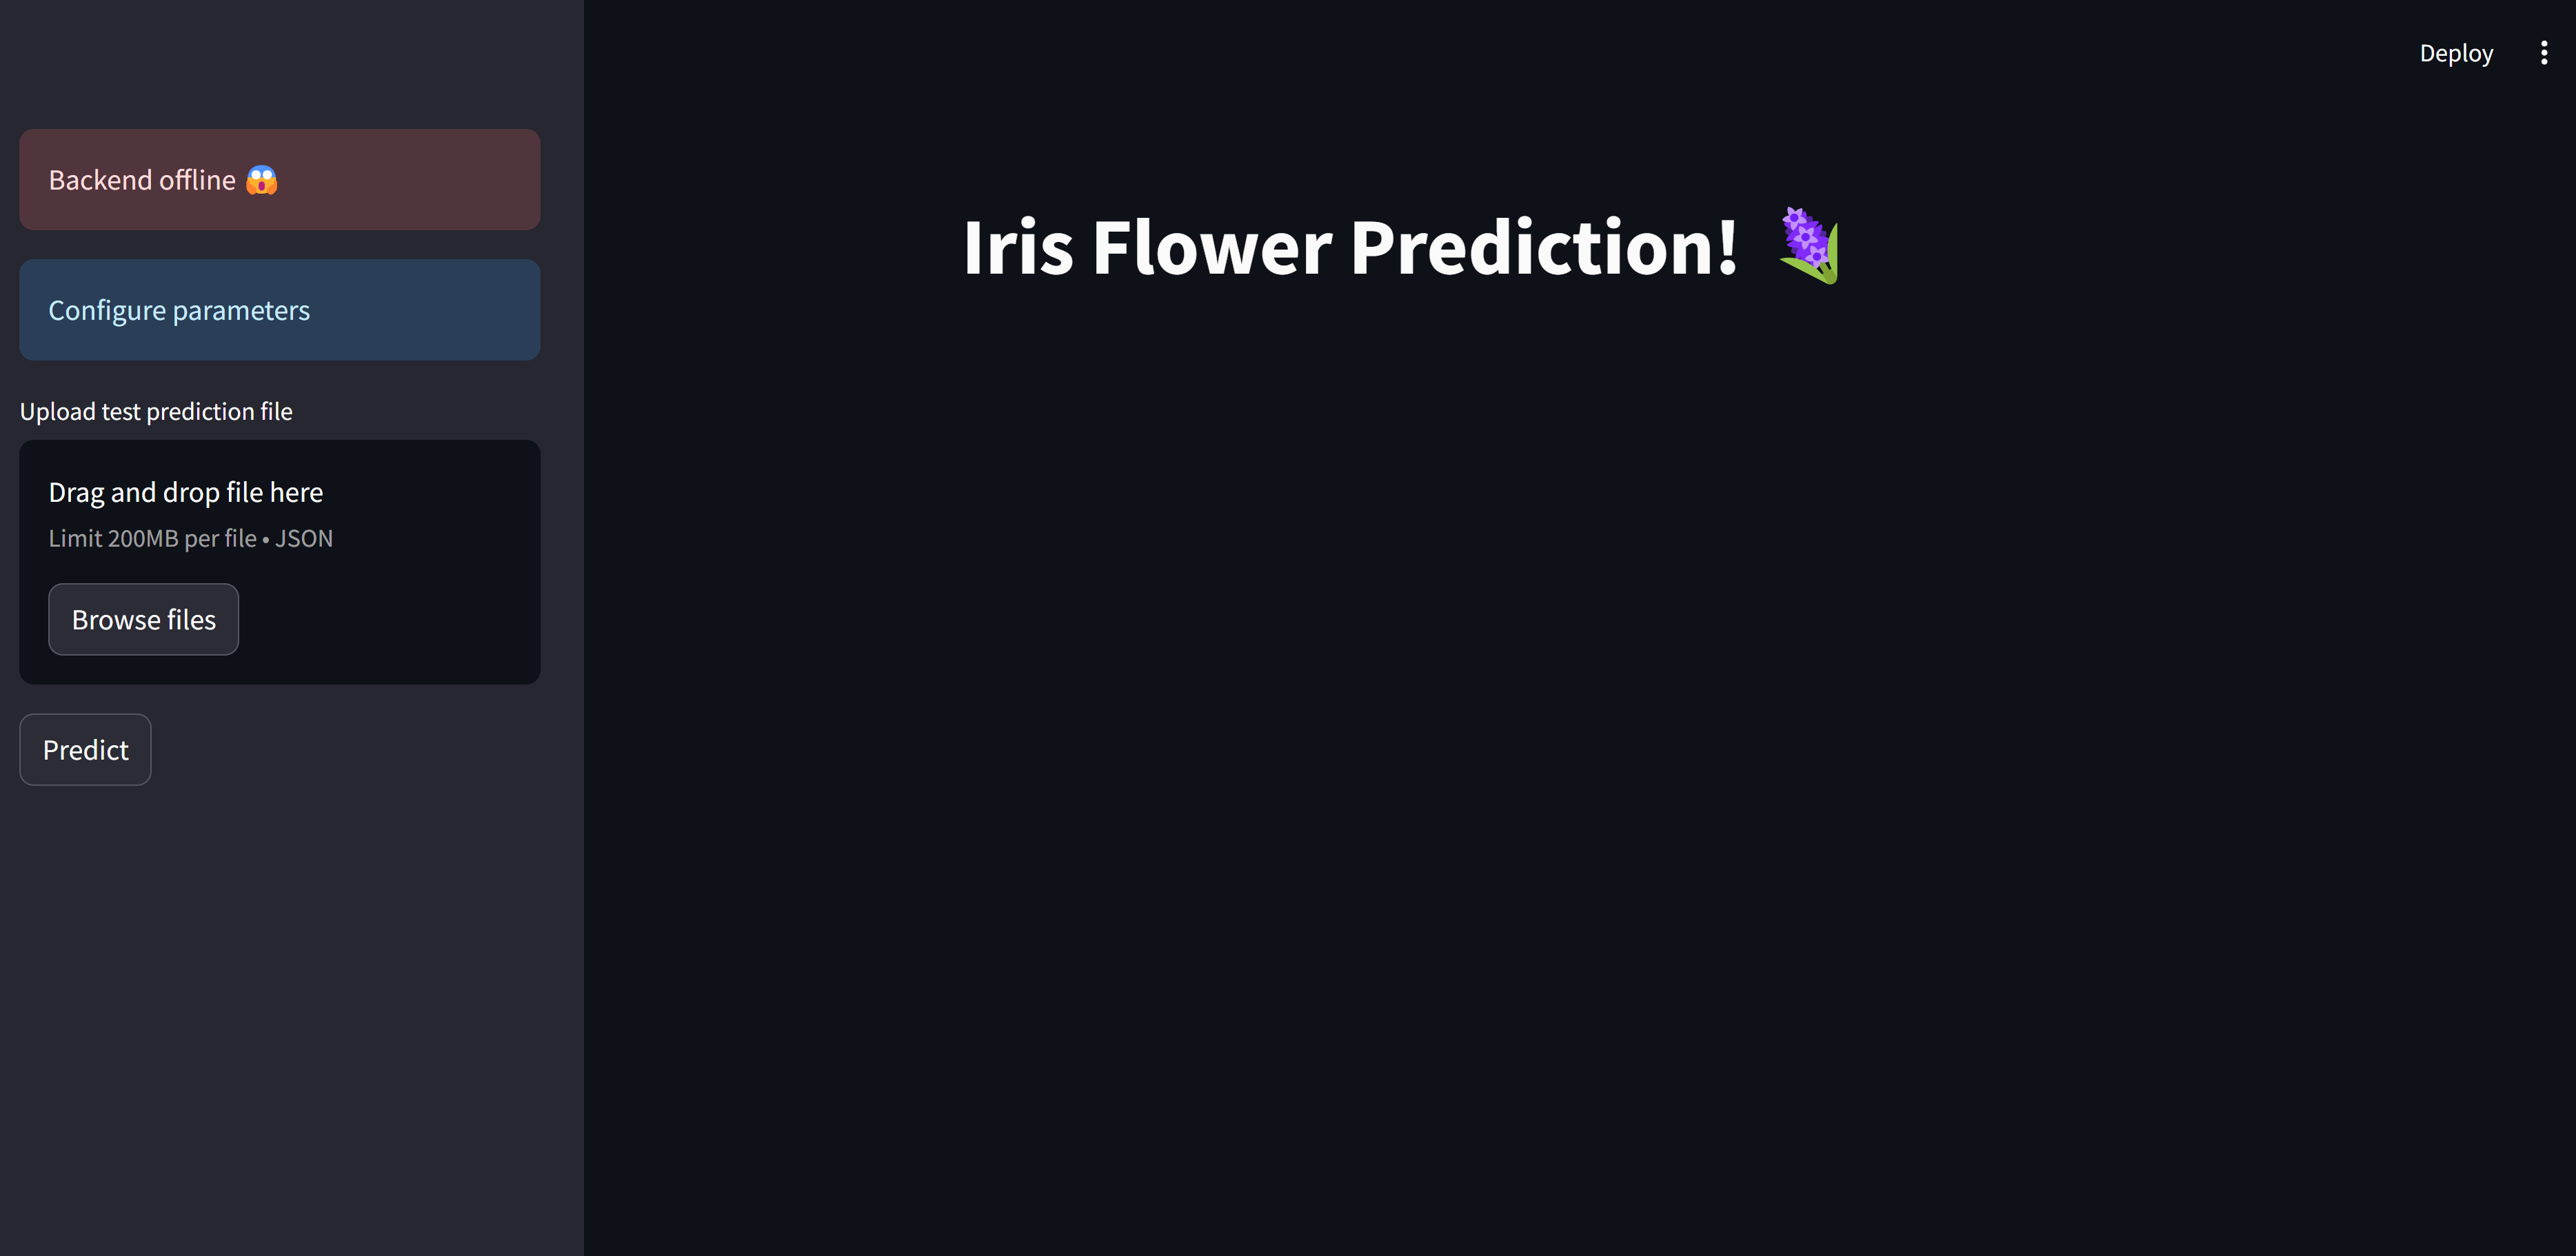 Deploy
Backend offline 😱
Configure parameters
Upload test prediction file
Drag and drop file here
Limit 200MB per file • JSON
Browse files
Predict
Iris Flower Prediction! 🪻